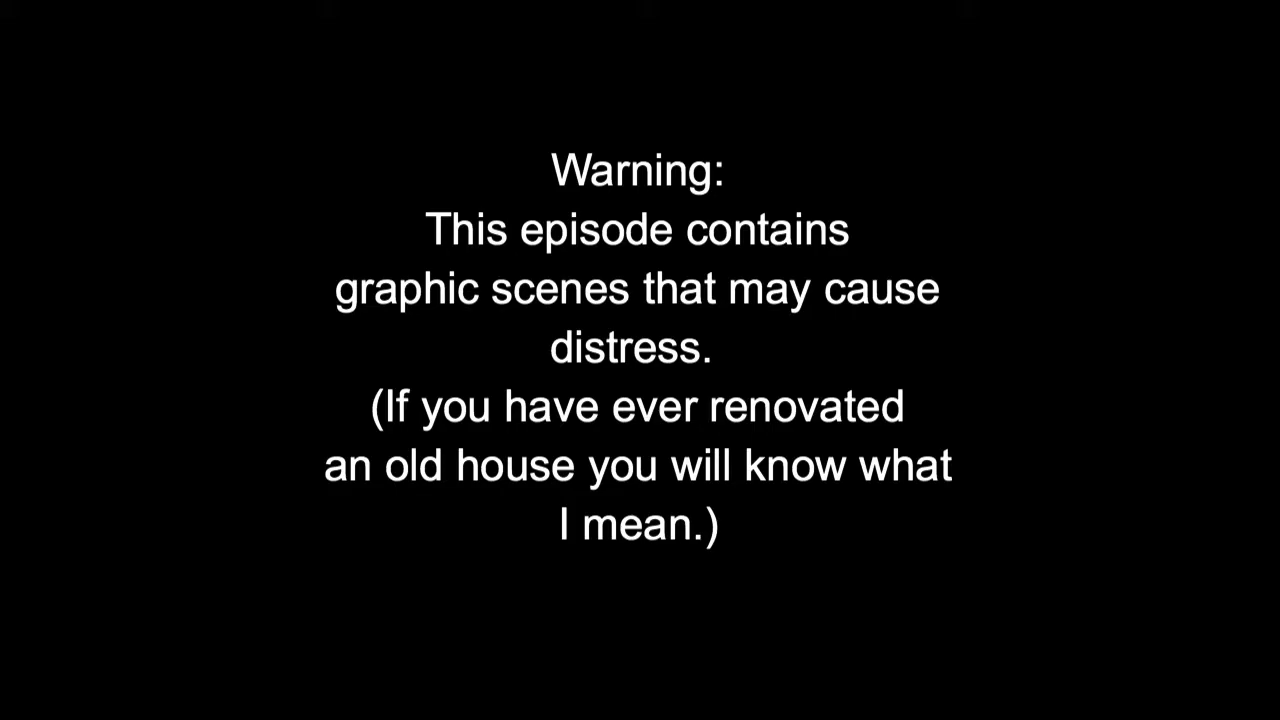 Warning:
This episode contains
graphic scenes that may cause
distress.
(If you have ever renovated
an old house you will know what
I mean.)